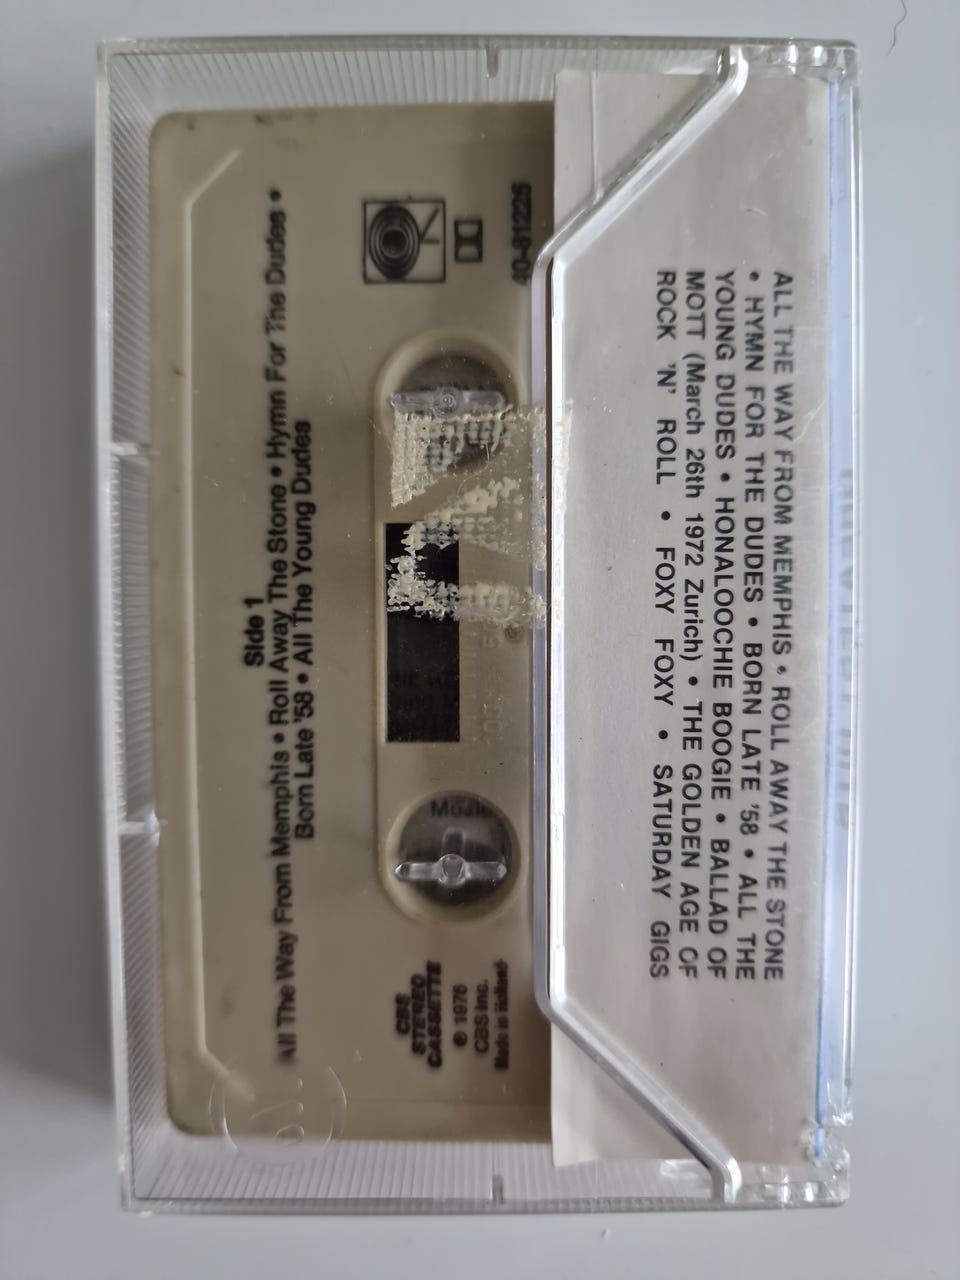 ALL THE WAY FROM MEMPHIS • ROLL AWAY THE STONE
• HYMN FOR THE DUDES • BORN LATE '58 • ALL THE
YOUNG DUDES • HONALOOCHIE BOOGIE • BALLAD OF
MOTT (March 26th 1972 Zurich) • THE GOLDEN AGE OF
ROCK 'N' ROLL • FOXY FOXY • SATURDAY GIGS
Side 1
All The Way From Memphis • Roll Away The Stone • Hymn For The Dudes •
Born Late '58 • All The Young Dudes
CBS
STEREO
CASSETTE
℗ 1976
CBS Inc.
Made in Holland
40-81225
Music